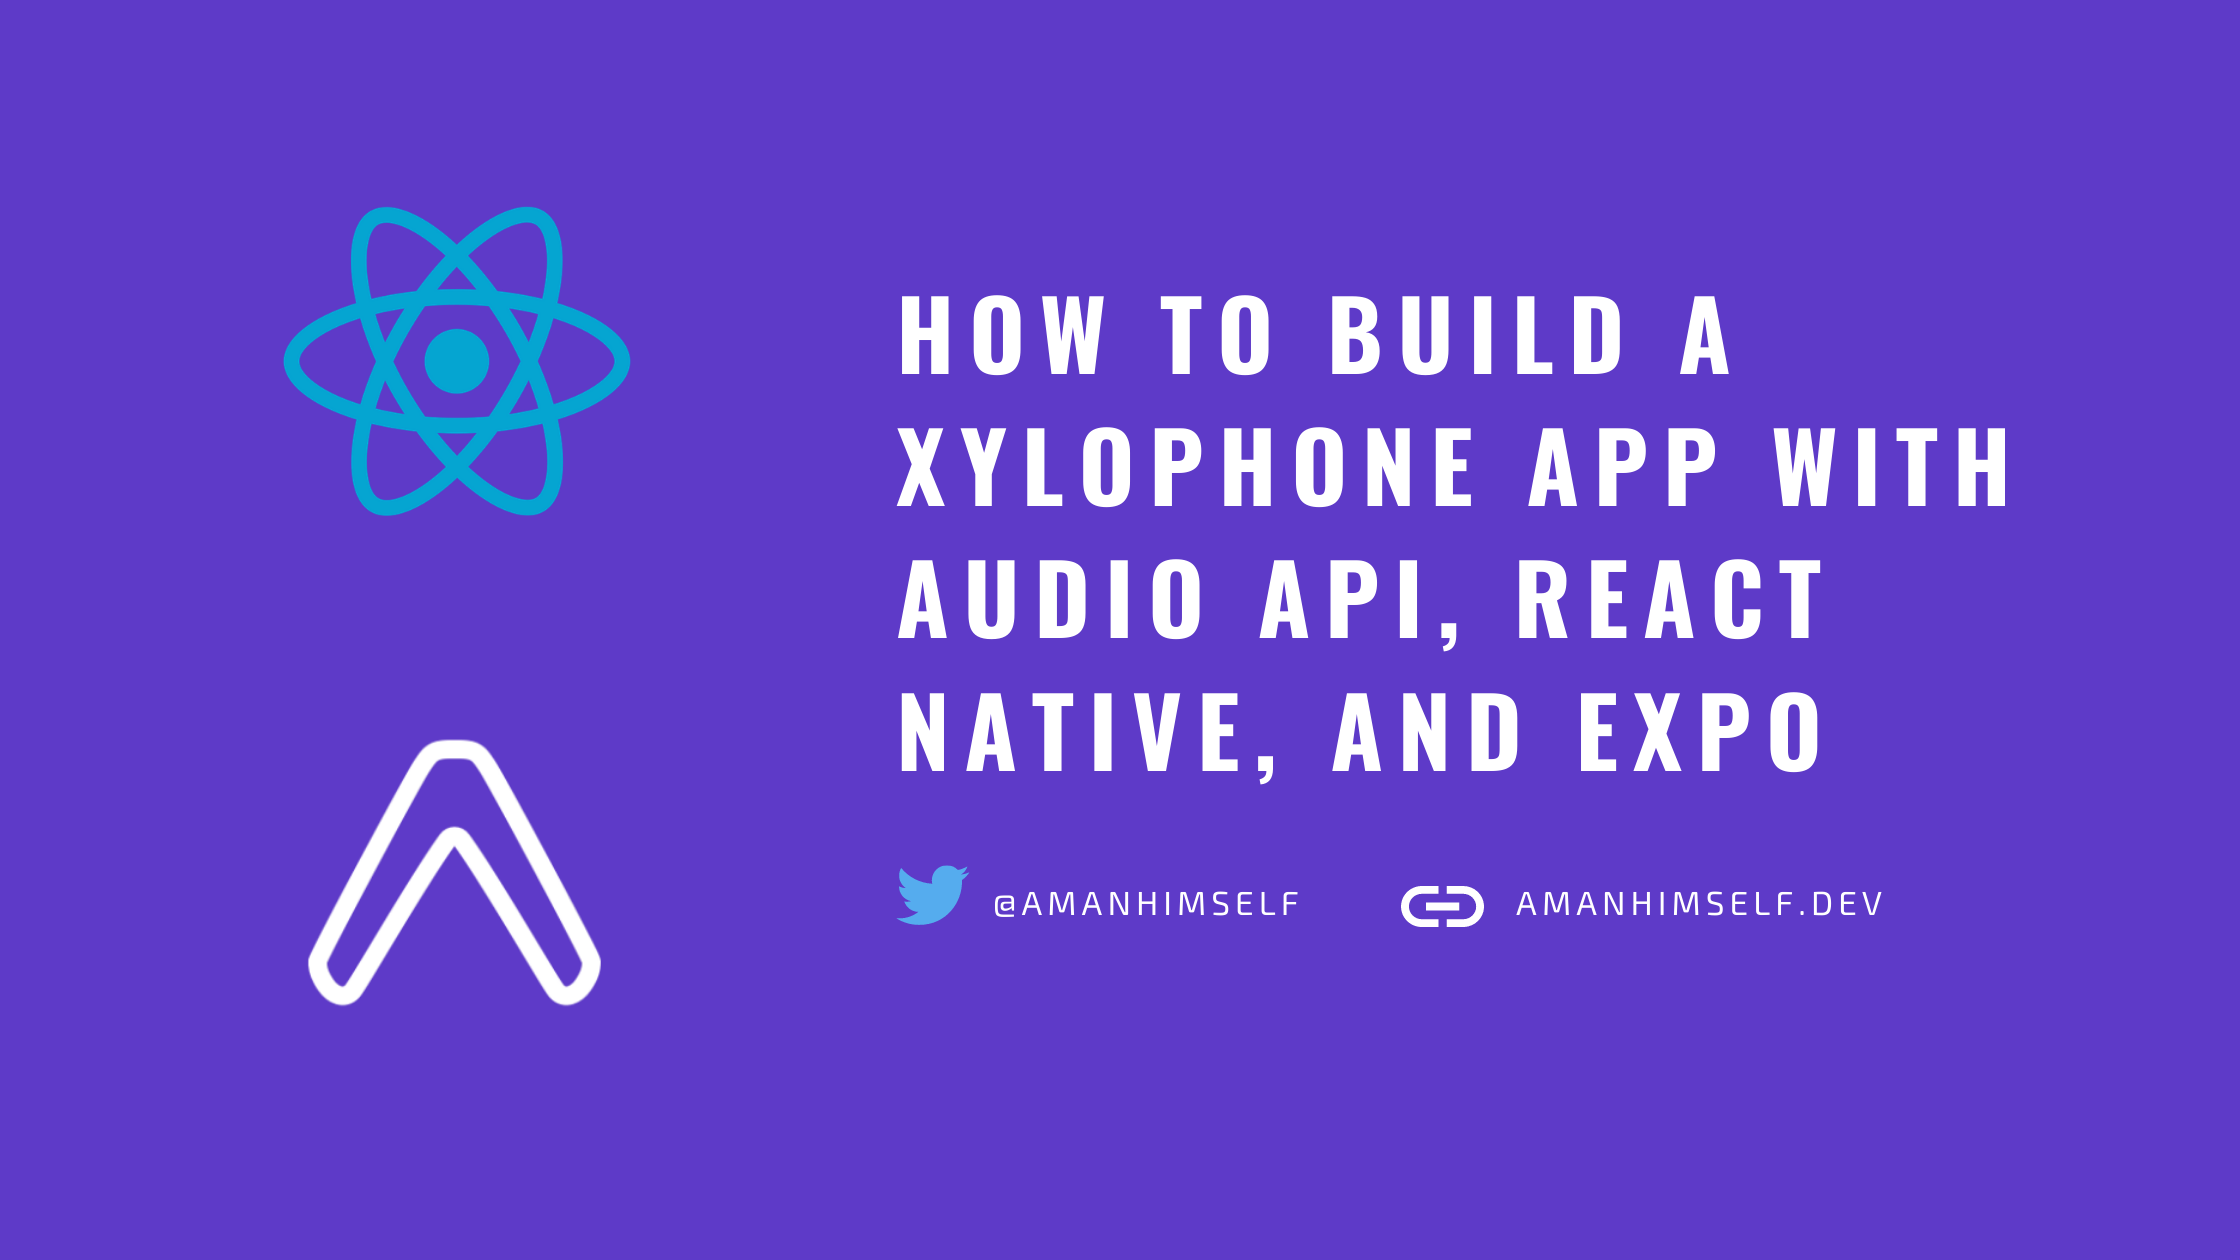 HOW TO BUILD A
XYLOPHONE APP WITH
AUDIO API, REACT
NATIVE, AND EXPO
@AMANHIMSELF
AMANHIMSELF.DEV